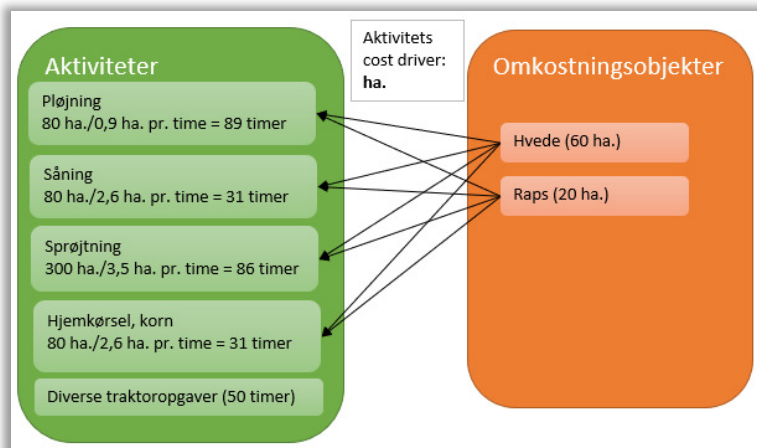 Aktiviteter
Pløjning
80 ha./0,9 ha. pr. time = 89 timer
Såning
80 ha./2,6 ha. pr. time = 31 timer
Sprøjtning
300 ha./3,5 ha. pr. time = 86 timer
Hjemkørsel, korn
80 ha./2,6 ha. pr. time = 31 timer
Diverse traktoropgaver (50 timer)
Aktivitets
cost driver:
ha.
Omkostningsobjekter
Hvede (60 ha.)
Raps (20 ha.)